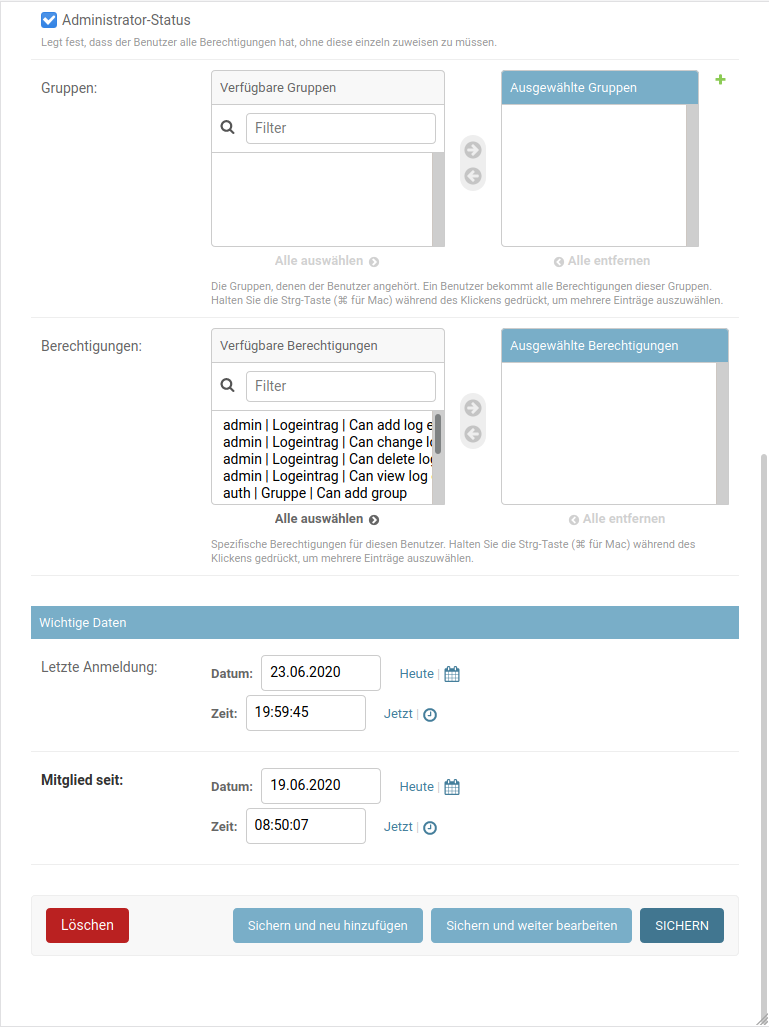 Administrator-Status
Legt fest, dass der Benutzer alle Berechtigungen hat, ohne diese einzeln zuweisen zu müssen.
Gruppen:
Verfügbare Gruppen
Ausgewählte Gruppen
Filter
Alle auswählen
Alle entfernen
Die Gruppen, denen der Benutzer angehört. Ein Benutzer bekommt alle Berechtigungen dieser Gruppen.
Halten Sie die Strg-Taste (⌘ für Mac) während des Klickens gedrückt, um mehrere Einträge auszuwählen.
Berechtigungen:
Verfügbare Berechtigungen
Ausgewählte Berechtigungen
Filter
admin | Logeintrag | Can add log e
admin | Logeintrag | Can change lo
admin | Logeintrag | Can delete log
admin | Logeintrag | Can view log
auth | Gruppe | Can add group
Alle auswählen
Alle entfernen
Spezifische Berechtigungen für diesen Benutzer. Halten Sie die Strg-Taste (⌘ für Mac) während des
Klickens gedrückt, um mehrere Einträge auszuwählen.
Wichtige Daten
Letzte Anmeldung:
Datum: 23.06.2020 Heute |
Zeit: 19:59:45 Jetzt |
Mitglied seit:
Datum: 19.06.2020 Heute |
Zeit: 08:50:07 Jetzt |
Löschen
Sichern und neu hinzufügen
Sichern und weiter bearbeiten
SICHERN